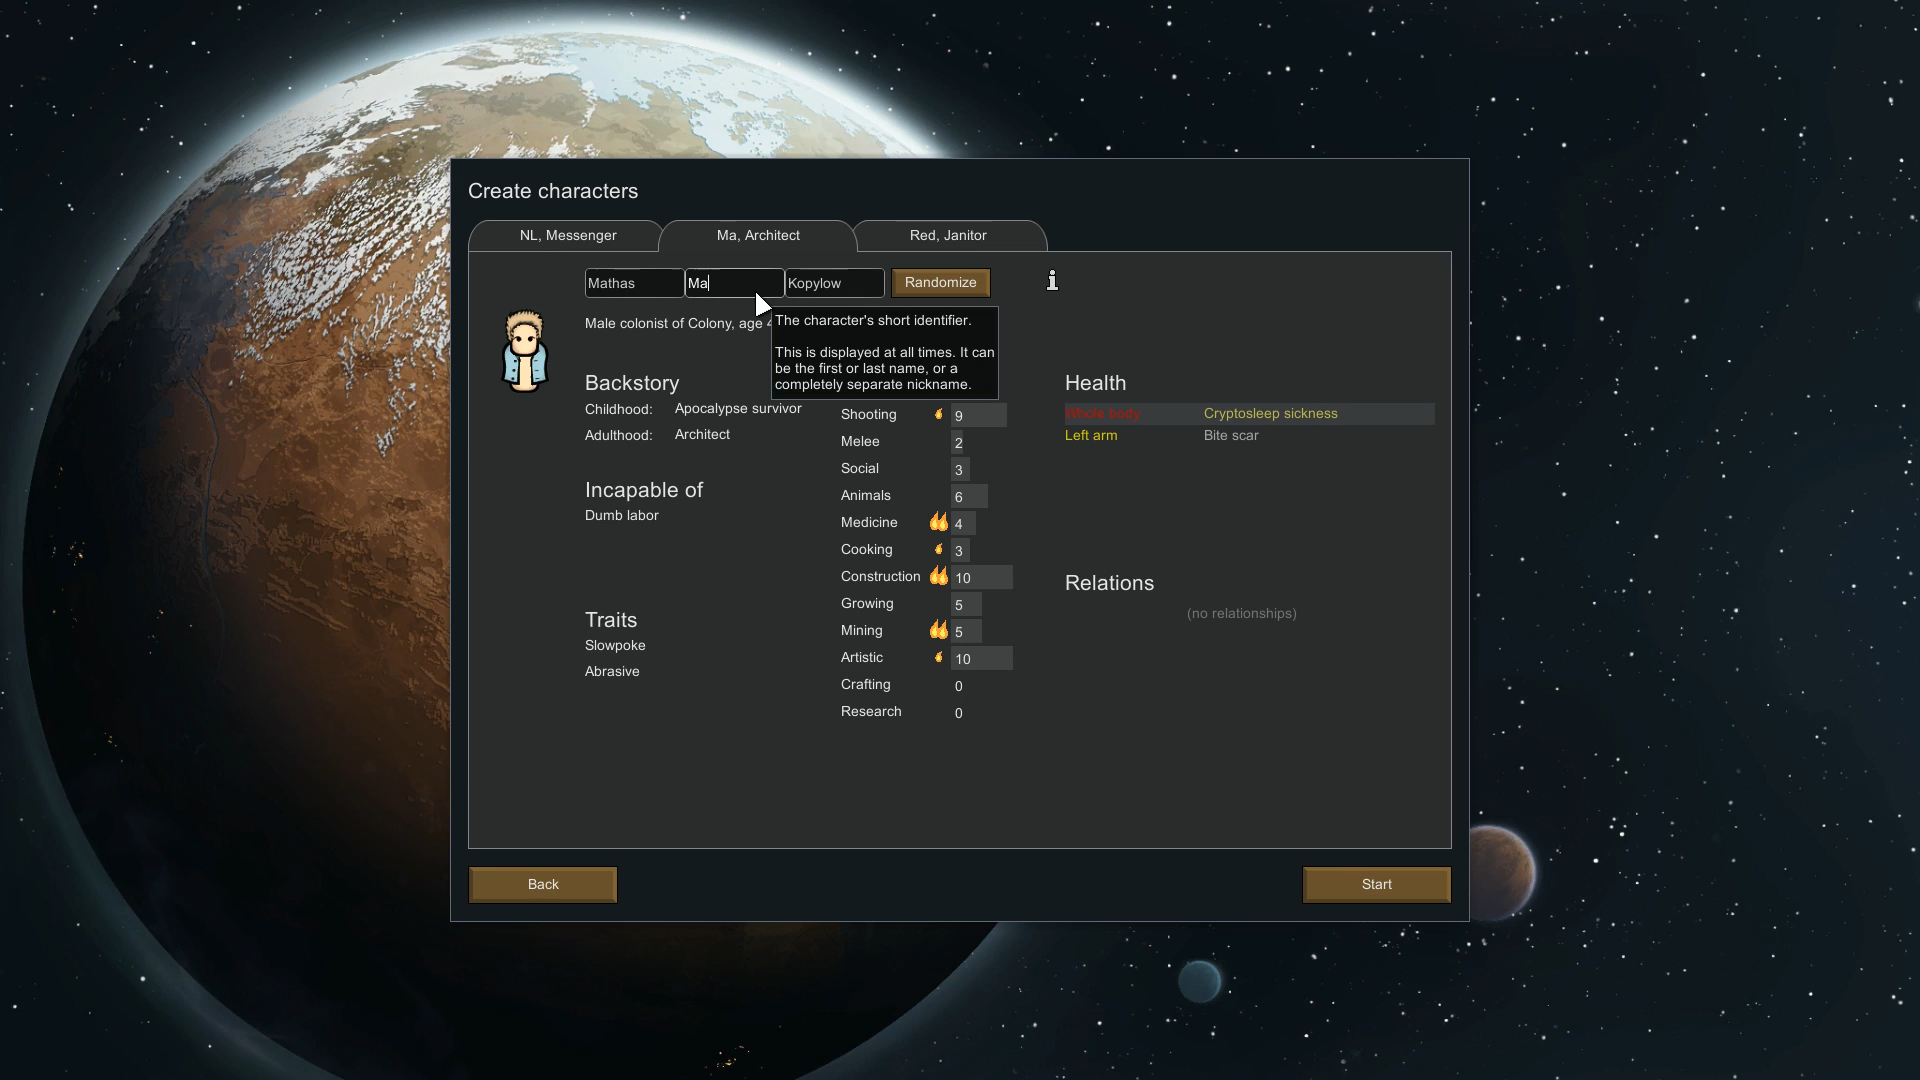 Create characters
NL, Messenger
Ma, Architect
Red, Janitor
Mathas
Ma
Kopylow
Randomize
Male colonist of Colony, age
The character's short identifier.
This is displayed at all times. It can
be the first or last name, or a
completely separate nickname.
Backstory
Childhood: Apocalypse survivor
Adulthood: Architect
Incapable of
Dumb labor
Traits
Slowpoke
Abrasive
Shooting 9
Melee 2
Social 3
Animals 6
Medicine 4
Cooking 3
Construction 10
Growing 5
Mining 5
Artistic 10
Crafting 0
Research 0
Health
Whole body Cryptosleep sickness
Left arm Bite scar
Relations
(no relationships)
Back
Start